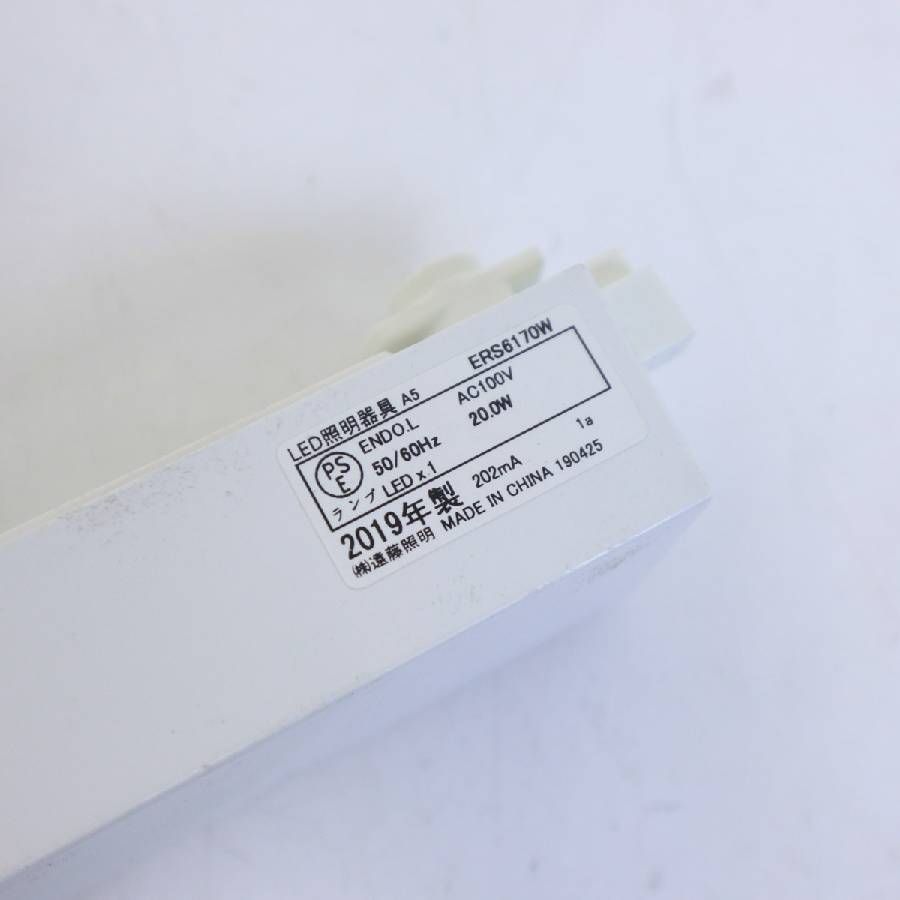 LED照明器具 A5 ERS6170W
PS E ENDO.L AC100V
50/60Hz 20.0W
ランプ LED x 1 1a
2019年製 202mA
(株)遠藤照明 MADE IN CHINA 190425